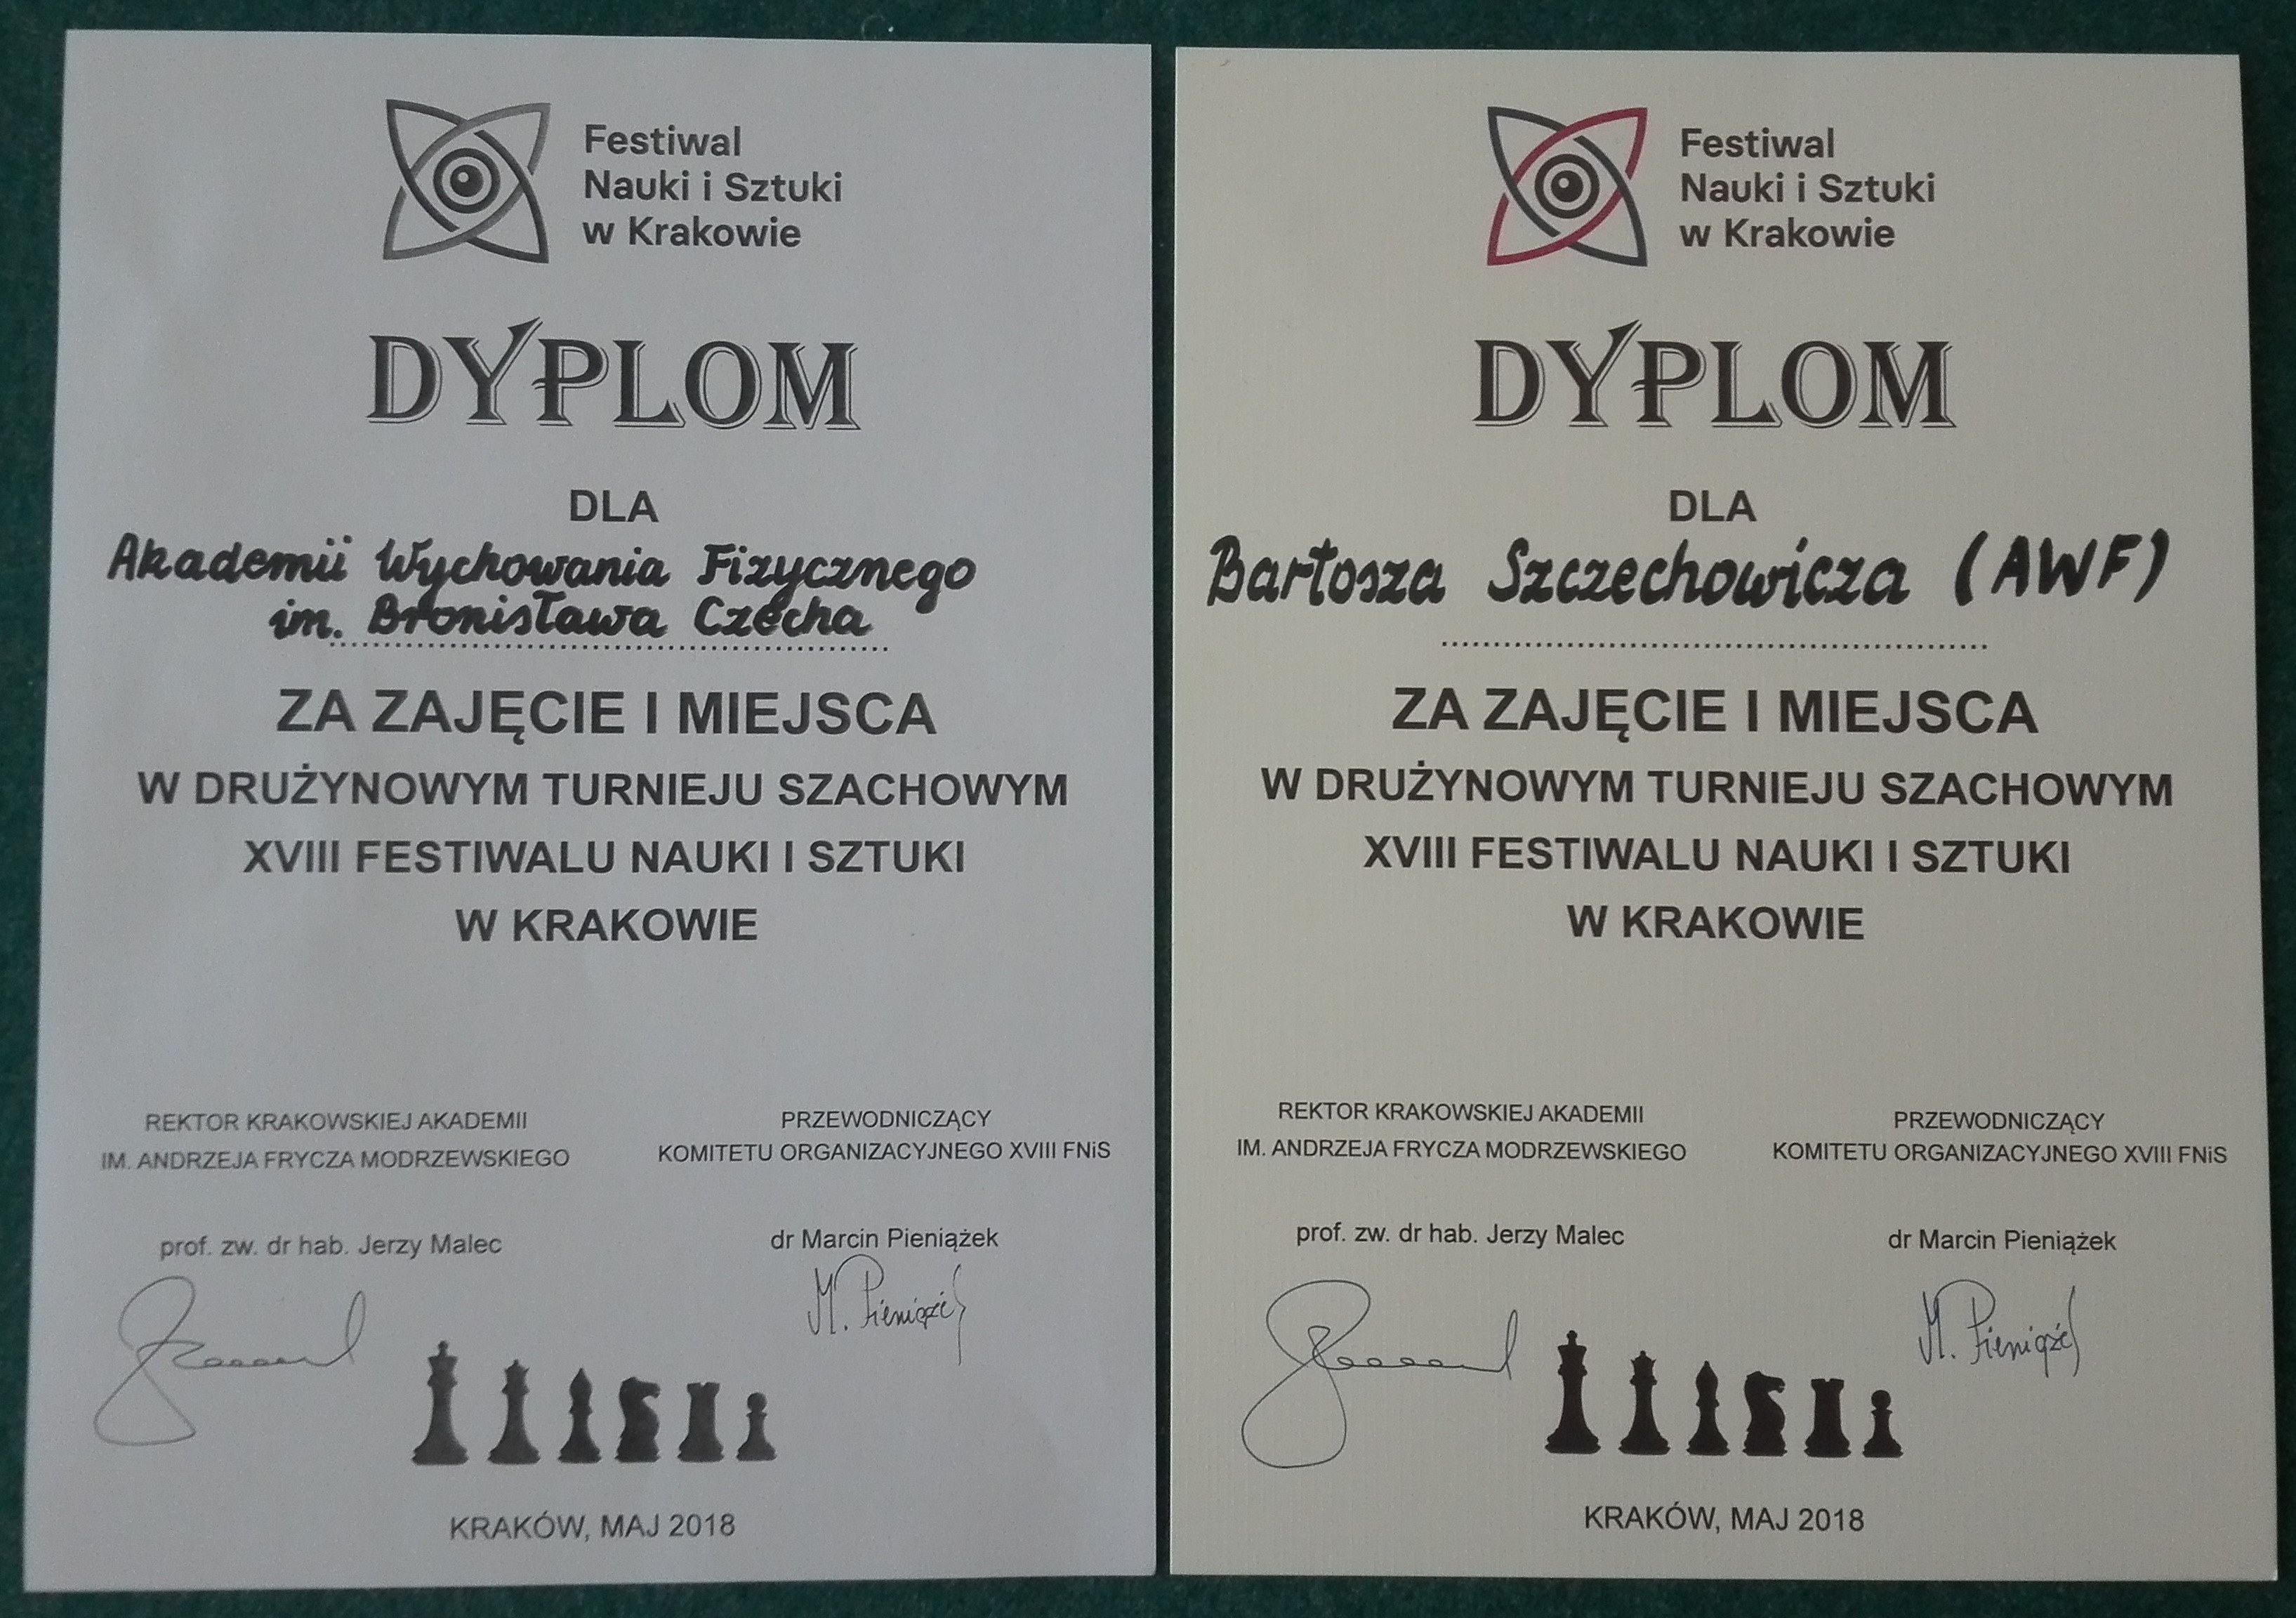 Festiwal
Nauki i Sztuki
w Krakowie
DYPLOM
DLA
Akademii Wychowania Fizycznego
im. Bronisława Czecha
ZA ZAJĘCIE I MIEJSCA
W DRUŻYNOWYM TURNIEJU SZACHOWYM
XVIII FESTIWALU NAUKI I SZTUKI
W KRAKOWIE
REKTOR KRAKOWSKIEJ AKADEMII
IM. ANDRZEJA FRYCZA MODRZEWSKIEGO
prof. zw. dr hab. Jerzy Malec
PRZEWODNICZĄCY
KOMITETU ORGANIZACYJNEGO XVIII FNiS
dr Marcin Pieniążek
M. Pieniążek
KRAKÓW, MAJ 2018
Festiwal
Nauki i Sztuki
w Krakowie
DYPLOM
DLA
Bartosza Szczechowicza (AWF)
ZA ZAJĘCIE I MIEJSCA
W DRUŻYNOWYM TURNIEJU SZACHOWYM
XVIII FESTIWALU NAUKI I SZTUKI
W KRAKOWIE
REKTOR KRAKOWSKIEJ AKADEMII
IM. ANDRZEJA FRYCZA MODRZEWSKIEGO
prof. zw. dr hab. Jerzy Malec
PRZEWODNICZĄCY
KOMITETU ORGANIZACYJNEGO XVIII FNiS
dr Marcin Pieniążek
M. Pieniążek
KRAKÓW, MAJ 2018